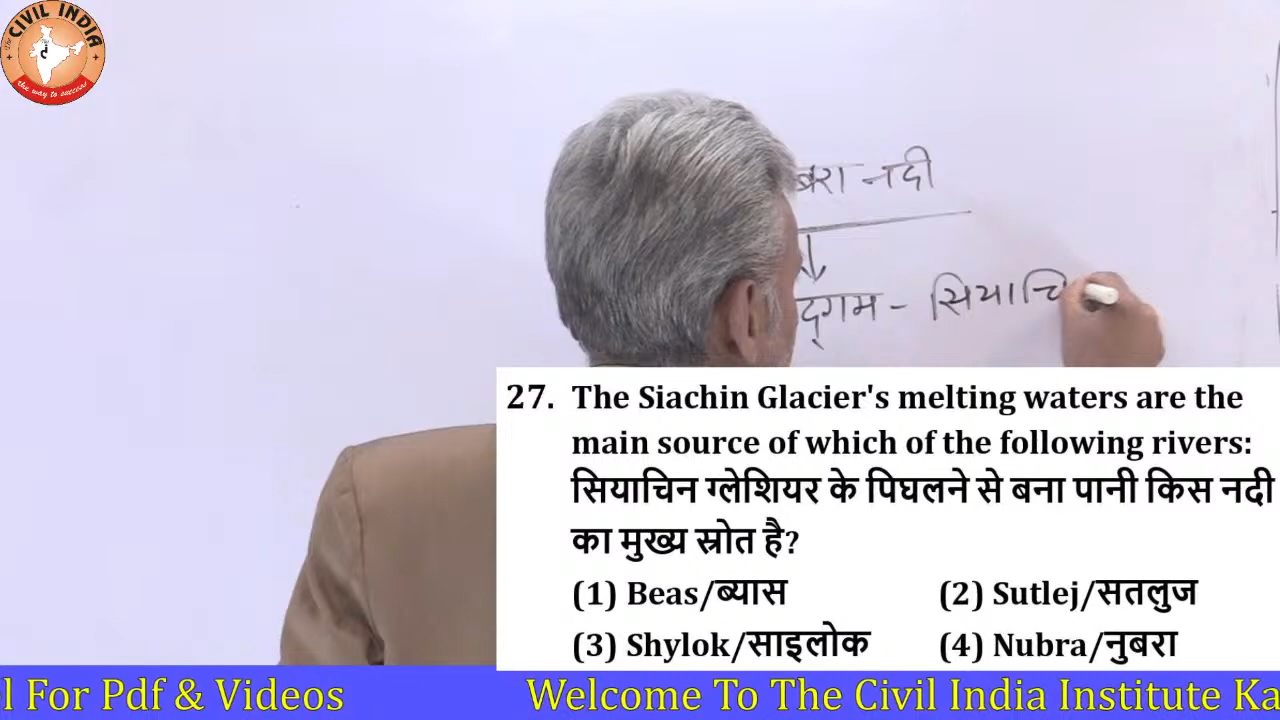 The CIVIL INDIA
the way to success
बरा नदी
द्गम - सियाचि
27. The Siachin Glacier's melting waters are the
main source of which of the following rivers:
सियाचिन ग्लेशियर के पिघलने से बना पानी किस नदी
का मुख्य स्रोत है?
(1) Beas/ब्यास (2) Sutlej/सतलुज
(3) Shylok/साइलोक (4) Nubra/नुबरा
l For Pdf & Videos Welcome To The Civil India Institute Ka